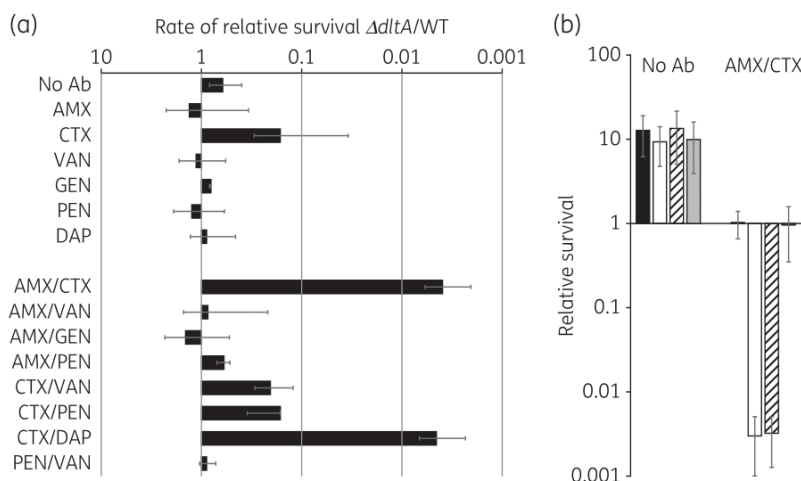 (a)
Rate of relative survival ΔdltA/WT
10 1 0.1 0.01 0.001
No Ab
AMX
CTX
VAN
GEN
PEN
DAP
AMX/CTX
AMX/VAN
AMX/GEN
AMX/PEN
CTX/VAN
CTX/PEN
CTX/DAP
PEN/VAN
(b)
No Ab AMX/CTX
Relative survival
100
10
1
0.1
0.01
0.001